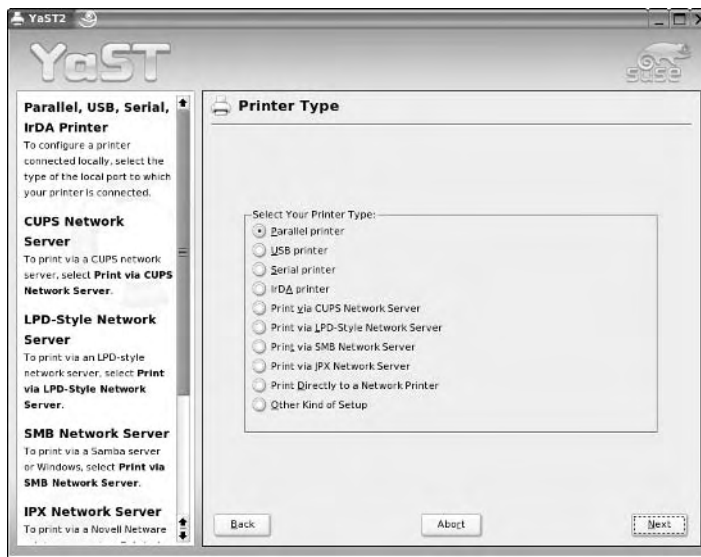 YaST2
YaST
suse
Parallel, USB, Serial,
IrDA Printer
To configure a printer
connected locally, select the
type of the local port to which
your printer is connected.
CUPS Network
Server
To print via a CUPS network
server, select Print via CUPS
Network Server.
LPD-Style Network
Server
To print via an LPD-style
network server, select Print
via LPD-Style Network
Server.
SMB Network Server
To print via a Samba server
or Windows, select Print via
SMB Network Server.
IPX Network Server
To print via a Novell Netware
Printer Type
Select Your Printer Type:
Parallel printer
USB printer
Serial printer
IrDA printer
Print via CUPS Network Server
Print via LPD-Style Network Server
Print via SMB Network Server
Print via IPX Network Server
Print Directly to a Network Printer
Other Kind of Setup
Back
Abort
Next